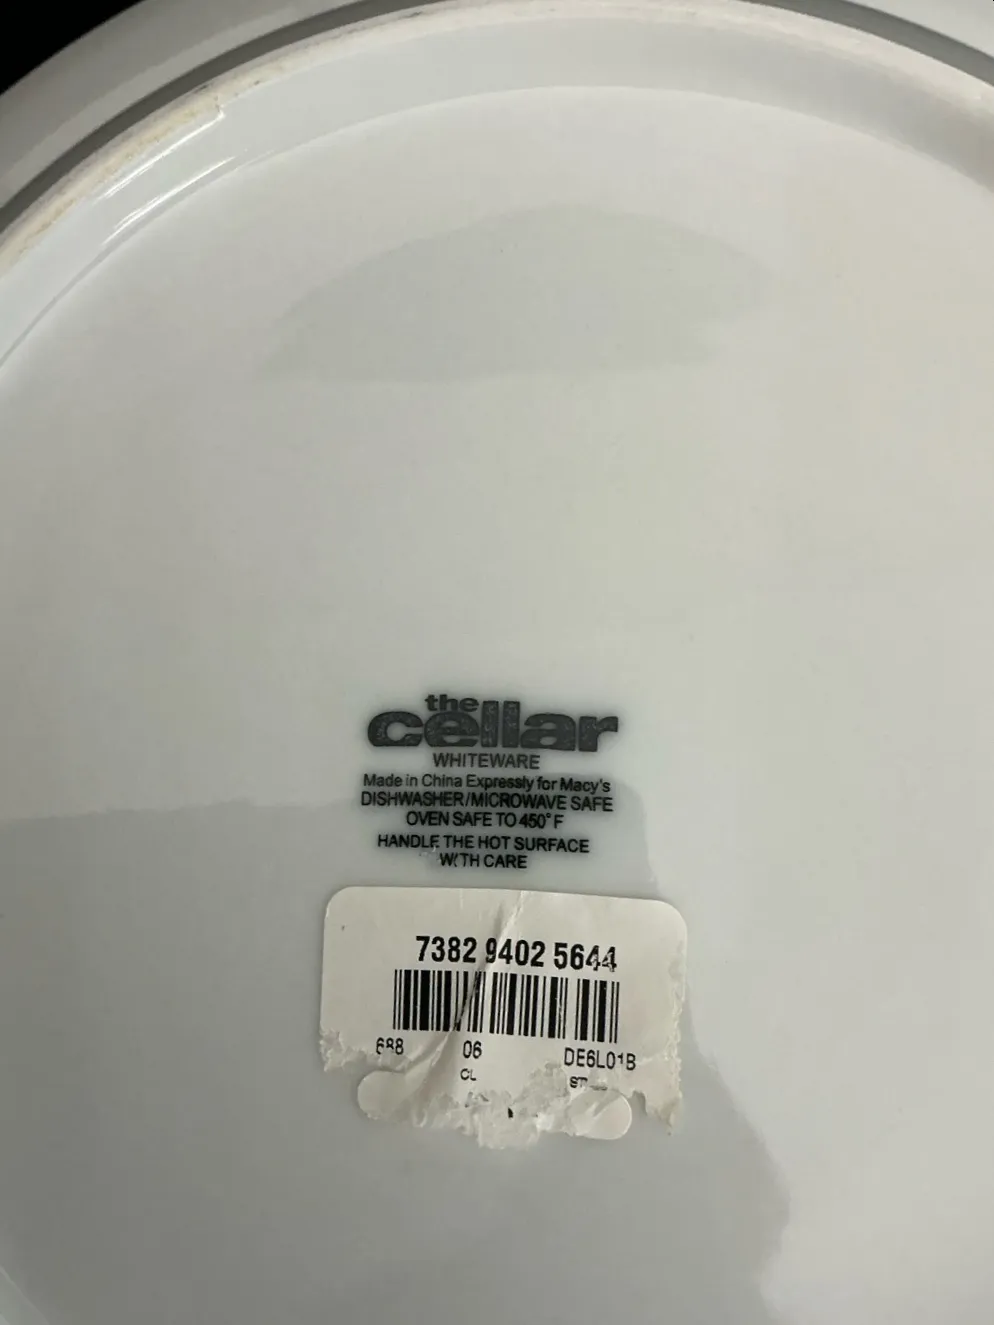 the
cellar
WHITEWARE
Made in China Expressly for Macy's
DISHWASHER/MICROWAVE SAFE
OVEN SAFE TO 450°F
HANDLE THE HOT SURFACE
WITH CARE
7382 9402 5644
688 06 DE6L01B
CL